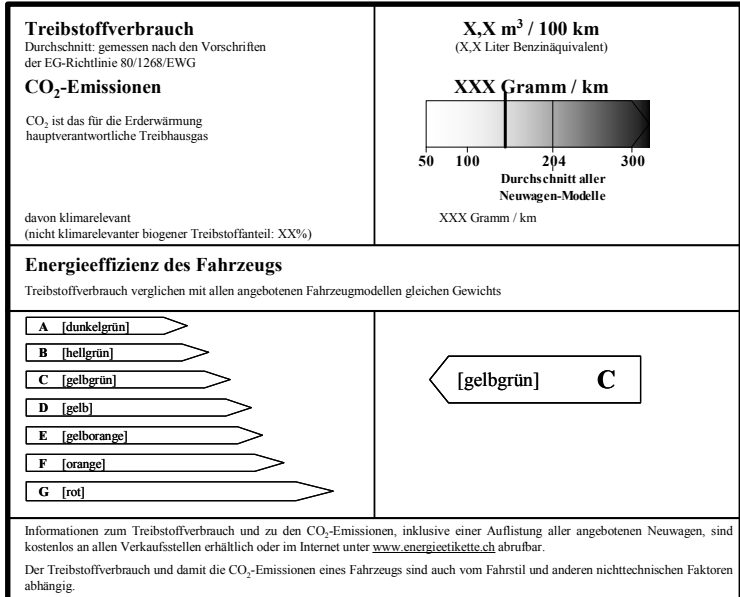 Treibstoffverbrauch
Durchschnitt: gemessen nach den Vorschriften
der EG-Richtlinie 80/1268/EWG
X,X m³ / 100 km
(X,X Liter Benzinäquivalent)
CO₂-Emissionen
CO₂ ist das für die Erderwärmung
hauptverantwortliche Treibhausgas
XXX Gramm / km
50 100 204 300
Durchschnitt aller
Neuwagen-Modelle
davon klimarelevant
(nicht klimarelevanter biogener Treibstoffanteil: XX%)
XXX Gramm / km
Energieeffizienz des Fahrzeugs
Treibstoffverbrauch verglichen mit allen angebotenen Fahrzeugmodellen gleichen Gewichts
A [dunkelgrün]
B [hellgrün]
C [gelbgrün]
D [gelb]
E [gelborange]
F [orange]
G [rot]
[gelbgrün] C
Informationen zum Treibstoffverbrauch und zu den CO₂-Emissionen, inklusive einer Auflistung aller angebotenen Neuwagen, sind
kostenlos an allen Verkaufsstellen erhältlich oder im Internet unter www.energieetikette.ch abrufbar.
Der Treibstoffverbrauch und damit die CO₂-Emissionen eines Fahrzeugs sind auch vom Fahrstil und anderen nichttechnischen Faktoren
abhängig.